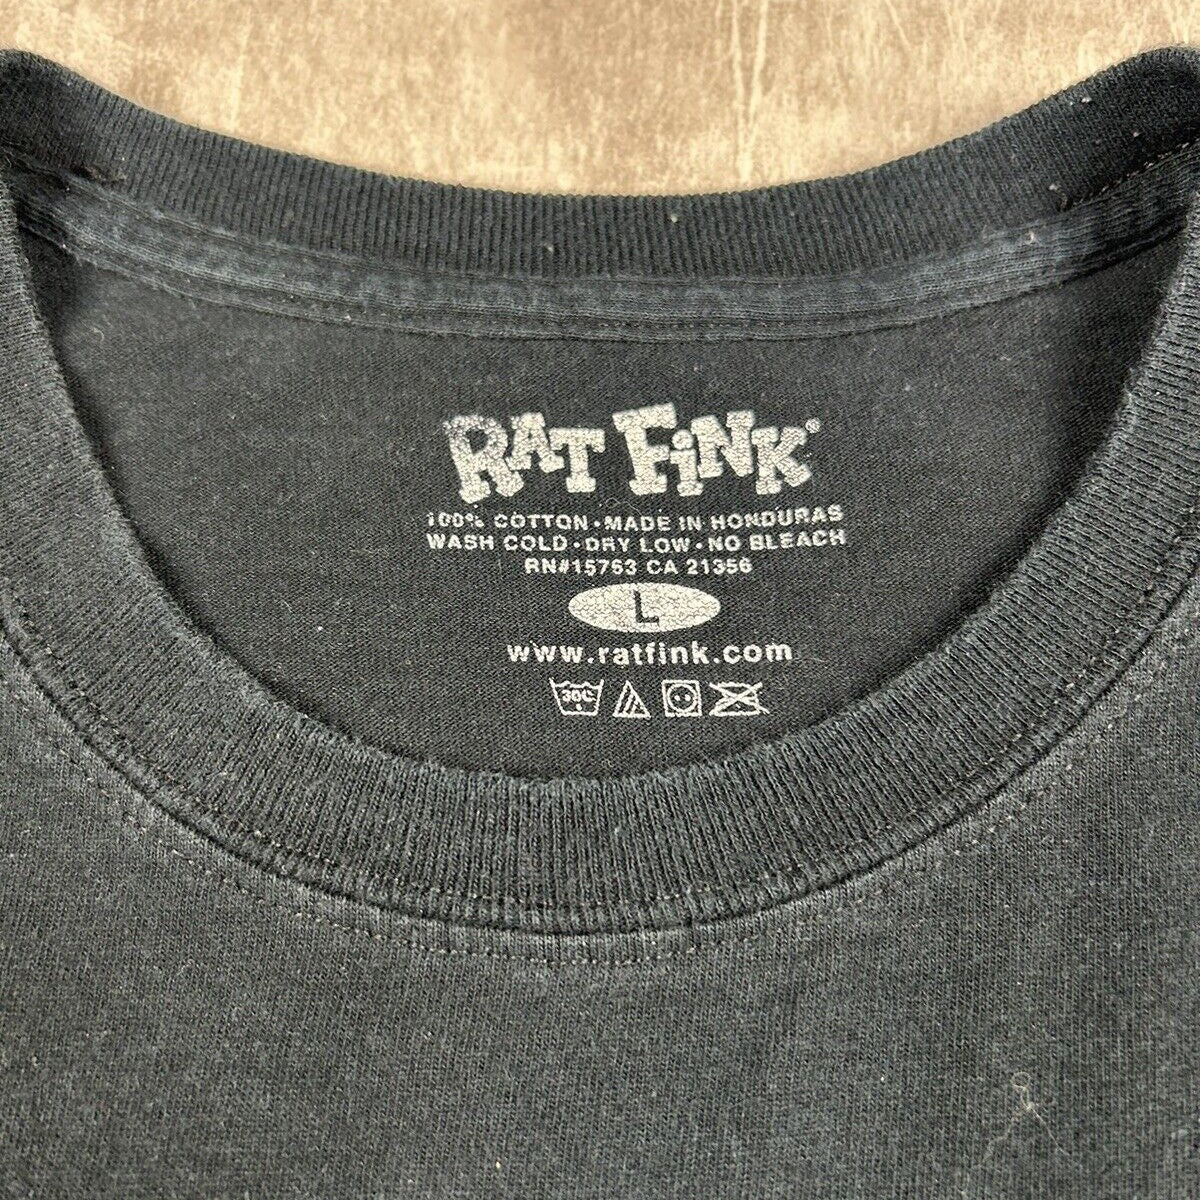 RAT FiNK®
100% COTTON • MADE IN HONDURAS
WASH COLD • DRY LOW • NO BLEACH
RN#15763 CA 21356
L
www.ratfink.com
30C